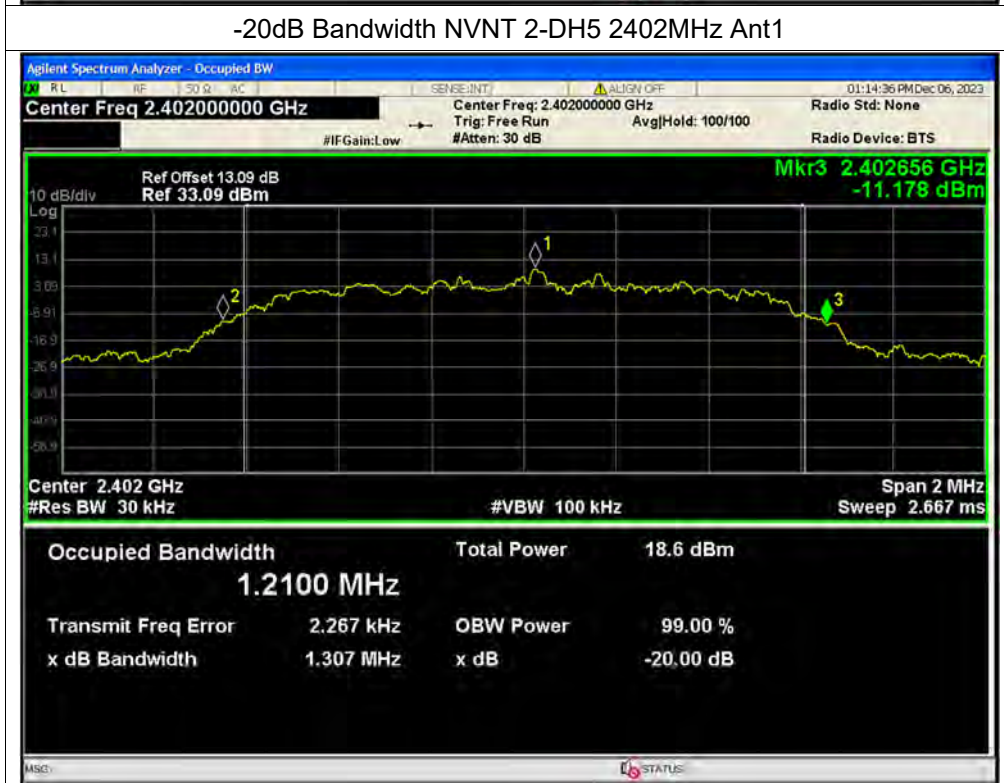 -20dB Bandwidth NVNT 2-DH5 2402MHz Ant1
Agilent Spectrum Analyzer - Occupied BW
RL RF 50 Ω AC SENSE:INT ALIGN OFF 01:14:36 PM Dec 06, 2023
Center Freq 2.402000000 GHz Center Freq: 2.402000000 GHz Radio Std: None
Trig: Free Run Avg|Hold: 100/100
#IFGain:Low #Atten: 30 dB Radio Device: BTS
Mkr3 2.402656 GHz
-11.178 dBm
Ref Offset 13.09 dB
10 dB/div Ref 33.09 dBm
Log
23.1
13.1
3.09
-6.91
-16.9
-26.9
-36.9
-46.9
-56.9
1
2
3
Center 2.402 GHz Span 2 MHz
#Res BW 30 kHz #VBW 100 kHz Sweep 2.667 ms
Occupied Bandwidth Total Power 18.6 dBm
1.2100 MHz
Transmit Freq Error 2.267 kHz OBW Power 99.00 %
x dB Bandwidth 1.307 MHz x dB -20.00 dB
MSG STATUS